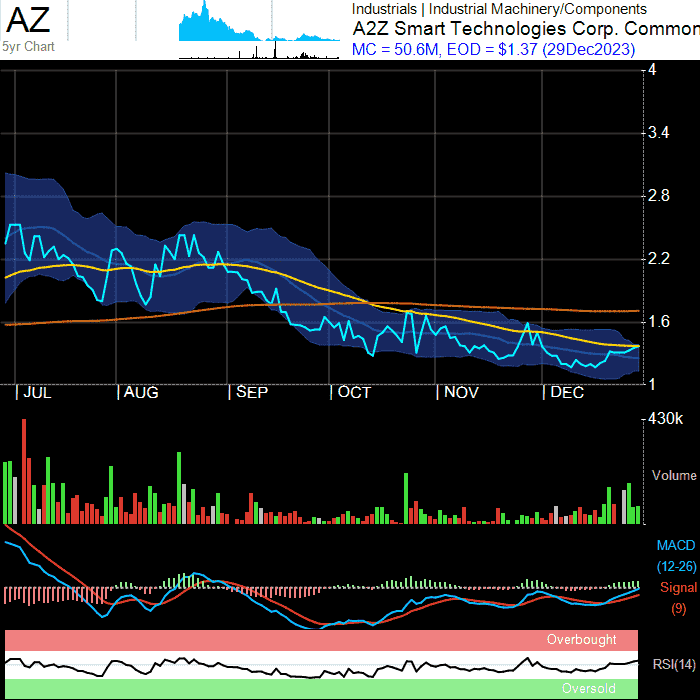 AZ
5yr Chart
Industrials | Industrial Machinery/Components
A2Z Smart Technologies Corp. Common
MC = 50.6M, EOD = $1.37 (29Dec2023)
4
3.4
2.8
2.2
1.6
1
| JUL | AUG | SEP | OCT | NOV | DEC
430k
Volume
MACD
(12-26)
Signal
(9)
Overbought
RSI(14)
Oversold